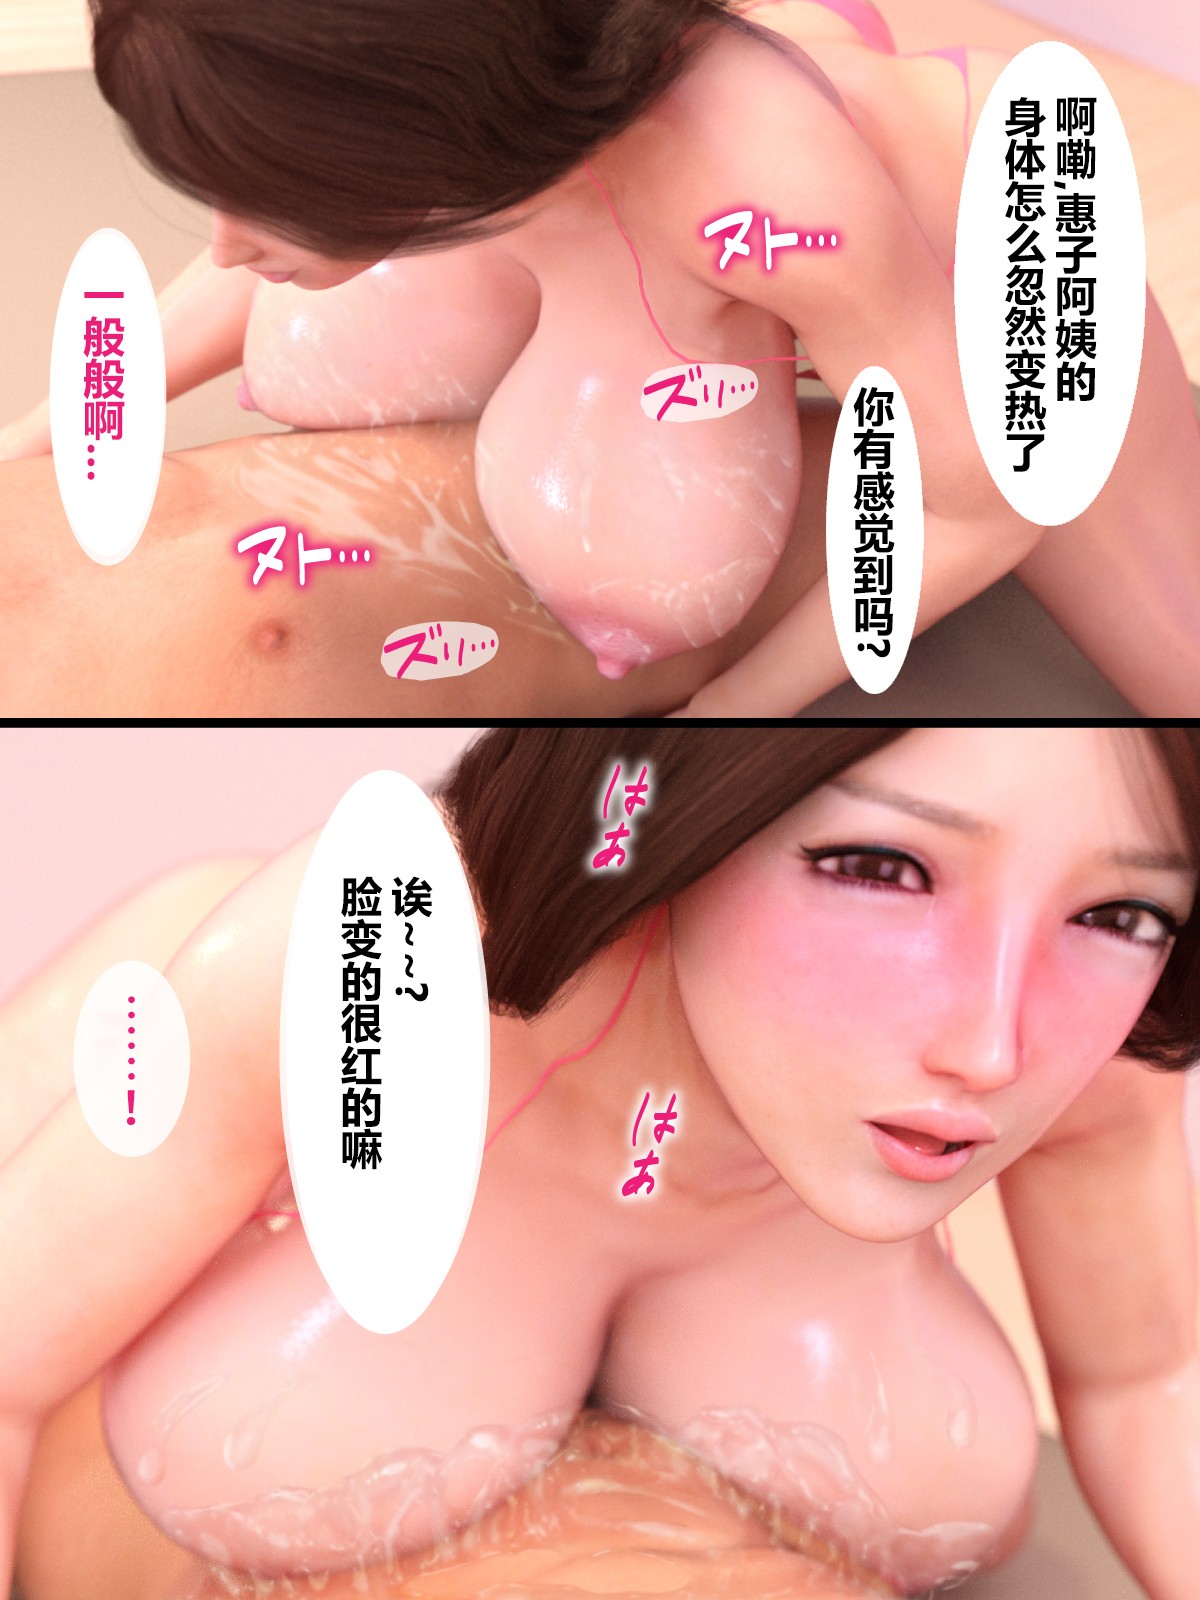 啊嘞,惠子阿姨的
身体怎么忽然变热了
ヌト…
ズリ…
你有感觉到吗?
一般般啊…
ヌト…
ズリ…
はぁ
诶~~?
脸变的很红的嘛
………!
はぁ